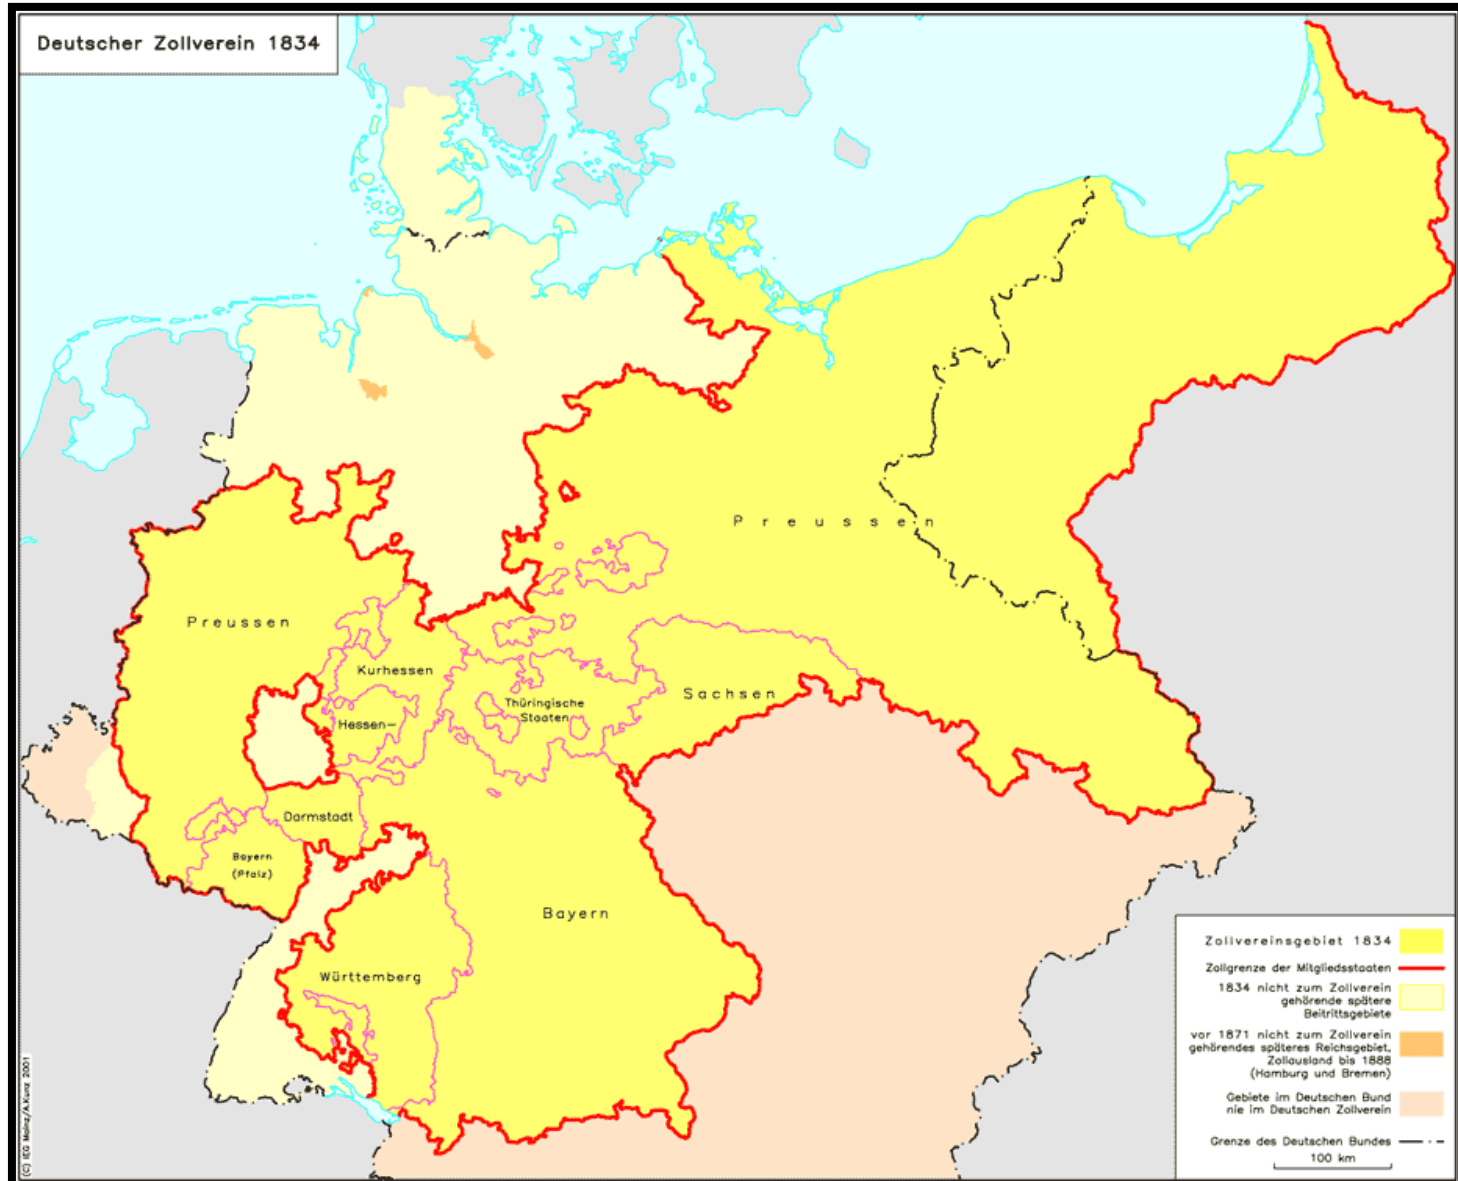 Deutscher Zollverein 1834
Preussen
Preussen
Kurhessen
Hessen-
Thüringische
Staaten
Sachsen
Darmstadt
Bayern
(Pfalz)
Bayern
Württemberg
Zollvereinsgebiet 1834
Zollgrenze der Mitgliedsstaaten
1834 nicht zum Zollverein
gehörende spätere
Beitrittsgebiete
vor 1871 nicht zum Zollverein
gehörendes späteres Reichsgebiet,
Zollausland bis 1888
(Hamburg und Bremen)
Gebiete im Deutschen Bund
nie im Deutschen Zollverein
Grenze des Deutschen Bundes
100 km
(C) IEG Mainz/A.Kunz 2001